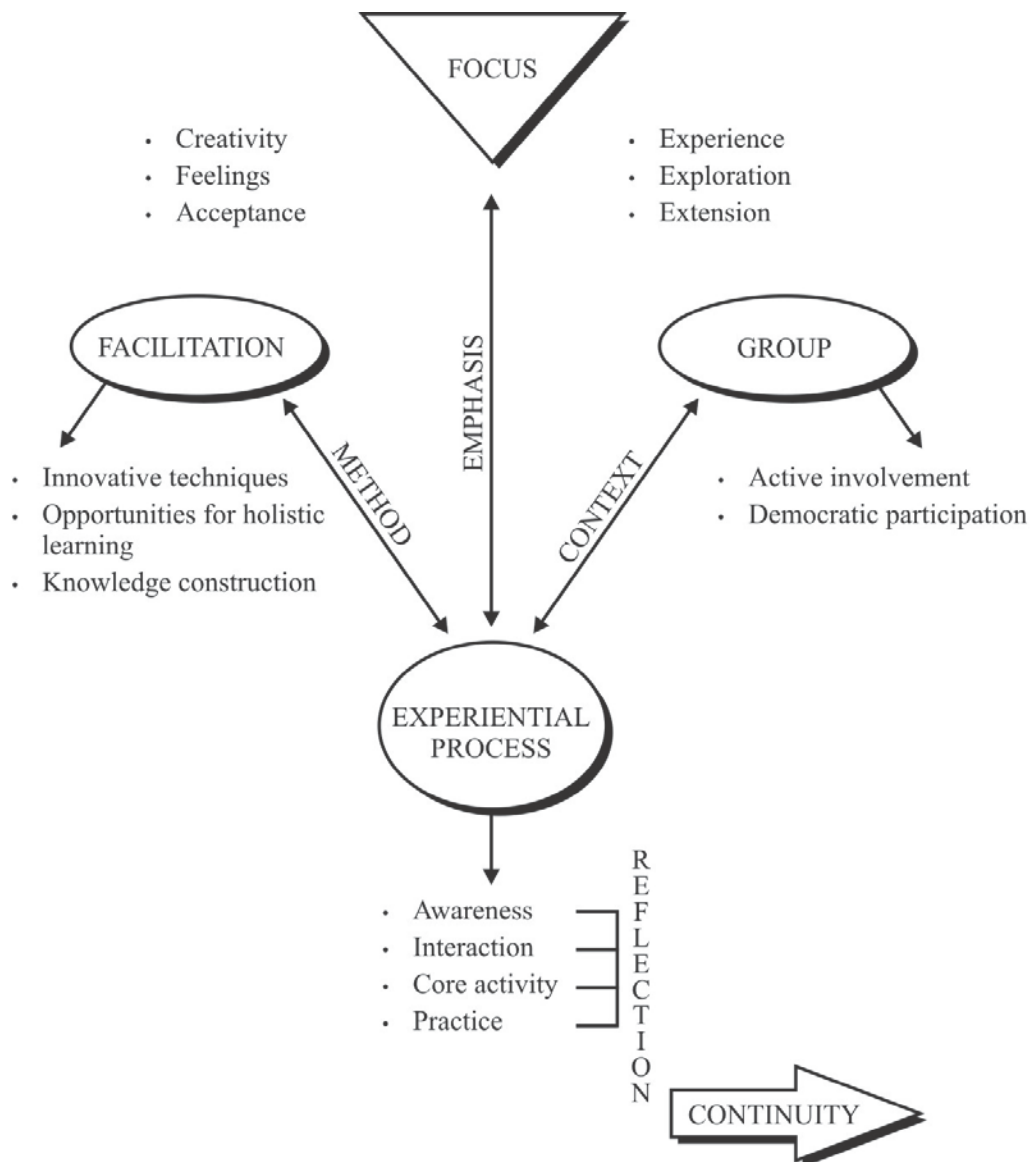 FOCUS
• Creativity
• Feelings
• Acceptance
• Experience
• Exploration
• Extension
FACILITATION
GROUP
EMPHASIS
METHOD
CONTEXT
• Innovative techniques
• Opportunities for holistic
learning
• Knowledge construction
• Active involvement
• Democratic participation
EXPERIENTIAL
PROCESS
• Awareness
• Interaction
• Core activity
• Practice
REFLECTION
CONTINUITY